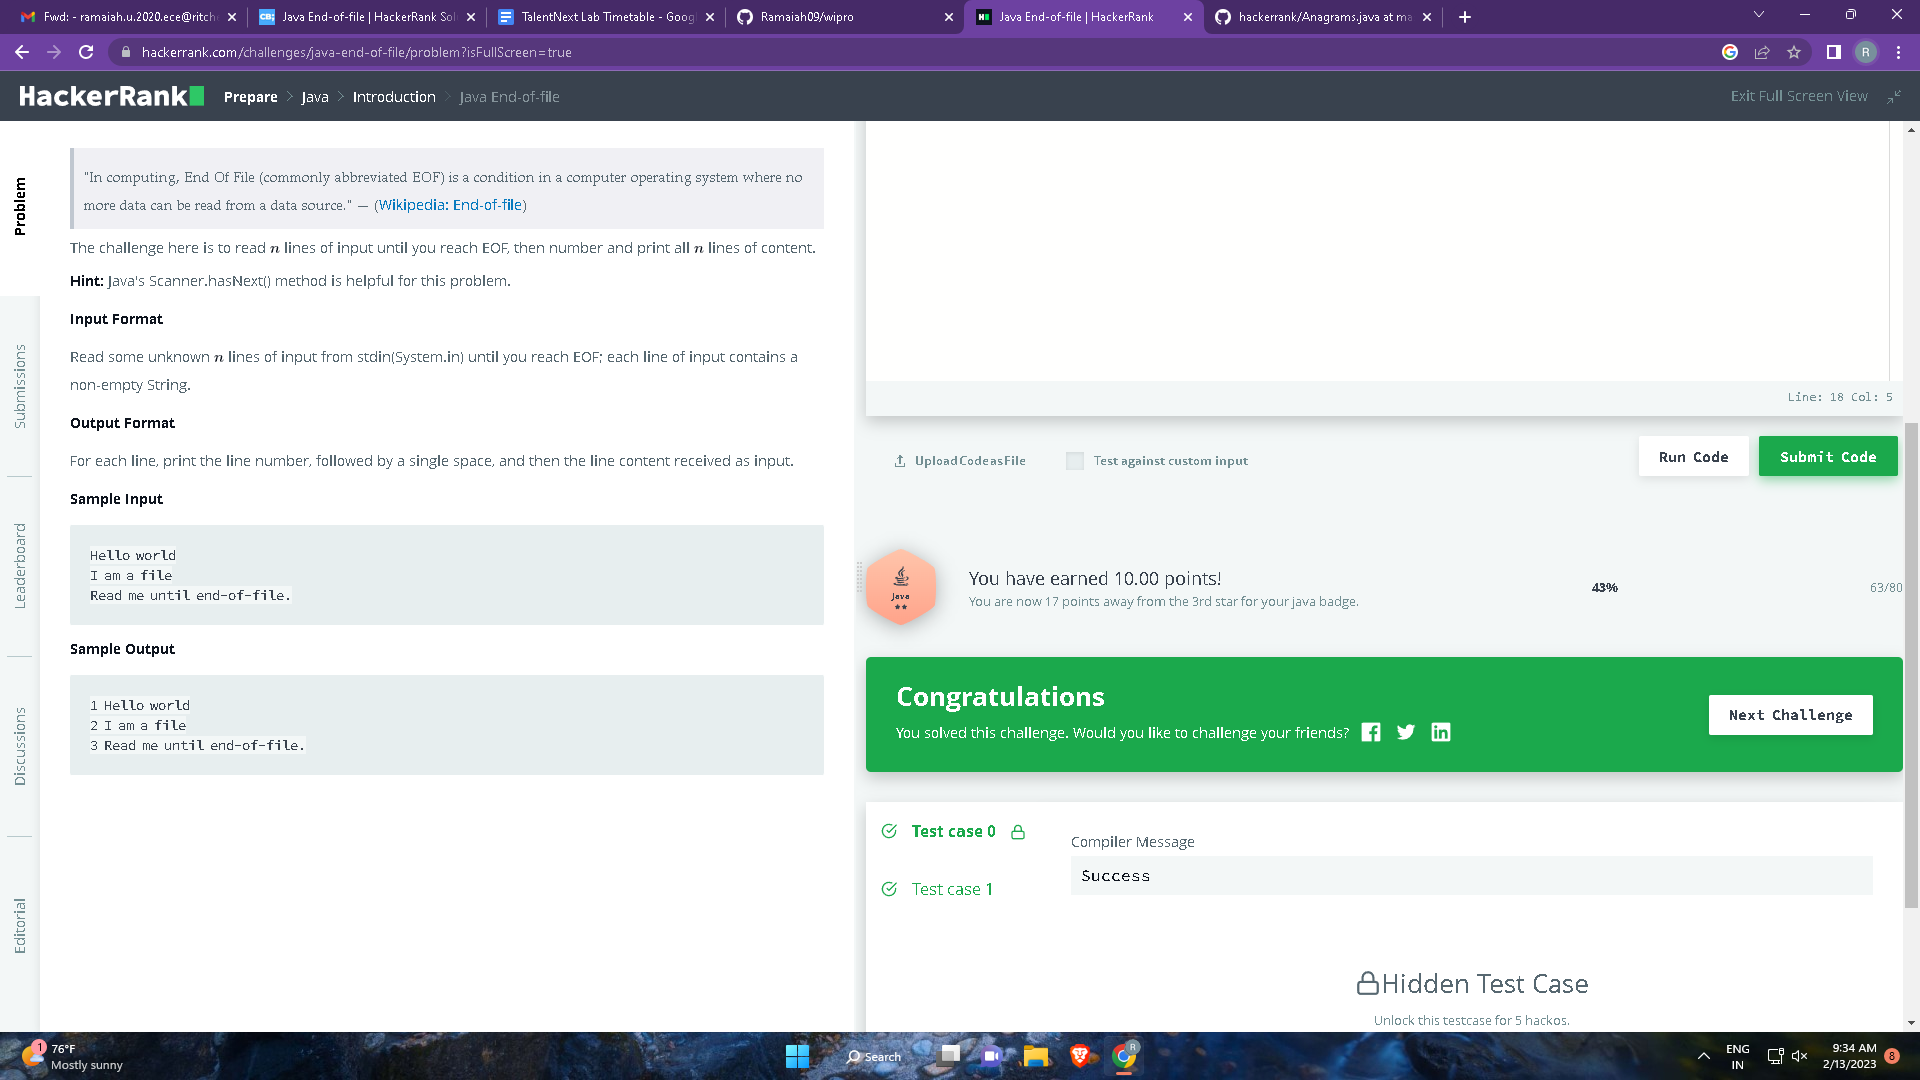 Fwd: - ramaiah.u.2020.ece@ritch
Java End-of-file | HackerRank Sol
TalentNext Lab Timetable - Goog
Ramaiah09/wipro
Java End-of-file | HackerRank
hackerrank/Anagrams.java at ma
hackerrank.com/challenges/java-end-of-file/problem?isFullScreen=true
R
HackerRank
Prepare > Java > Introduction > Java End-of-file
Exit Full Screen View
Problem
Submissions
Leaderboard
Discussions
Editorial
"In computing, End Of File (commonly abbreviated EOF) is a condition in a computer operating system where no
more data can be read from a data source." — (Wikipedia: End-of-file)
The challenge here is to read n lines of input until you reach EOF, then number and print all n lines of content.
Hint: Java's Scanner.hasNext() method is helpful for this problem.
Input Format
Read some unknown n lines of input from stdin(System.in) until you reach EOF; each line of input contains a
non-empty String.
Output Format
For each line, print the line number, followed by a single space, and then the line content received as input.
Sample Input
Hello world
I am a file
Read me until end-of-file.
Sample Output
1 Hello world
2 I am a file
3 Read me until end-of-file.
Line: 18 Col: 5
Upload Code as File
Test against custom input
Run Code
Submit Code
Java
You have earned 10.00 points!
You are now 17 points away from the 3rd star for your java badge.
43%
63/80
Congratulations
You solved this challenge. Would you like to challenge your friends?
Next Challenge
Test case 0
Test case 1
Compiler Message
Success
Hidden Test Case
Unlock this testcase for 5 hackos.
1
76°F
Mostly sunny
Search
R
ENG
IN
9:34 AM
2/13/2023
8